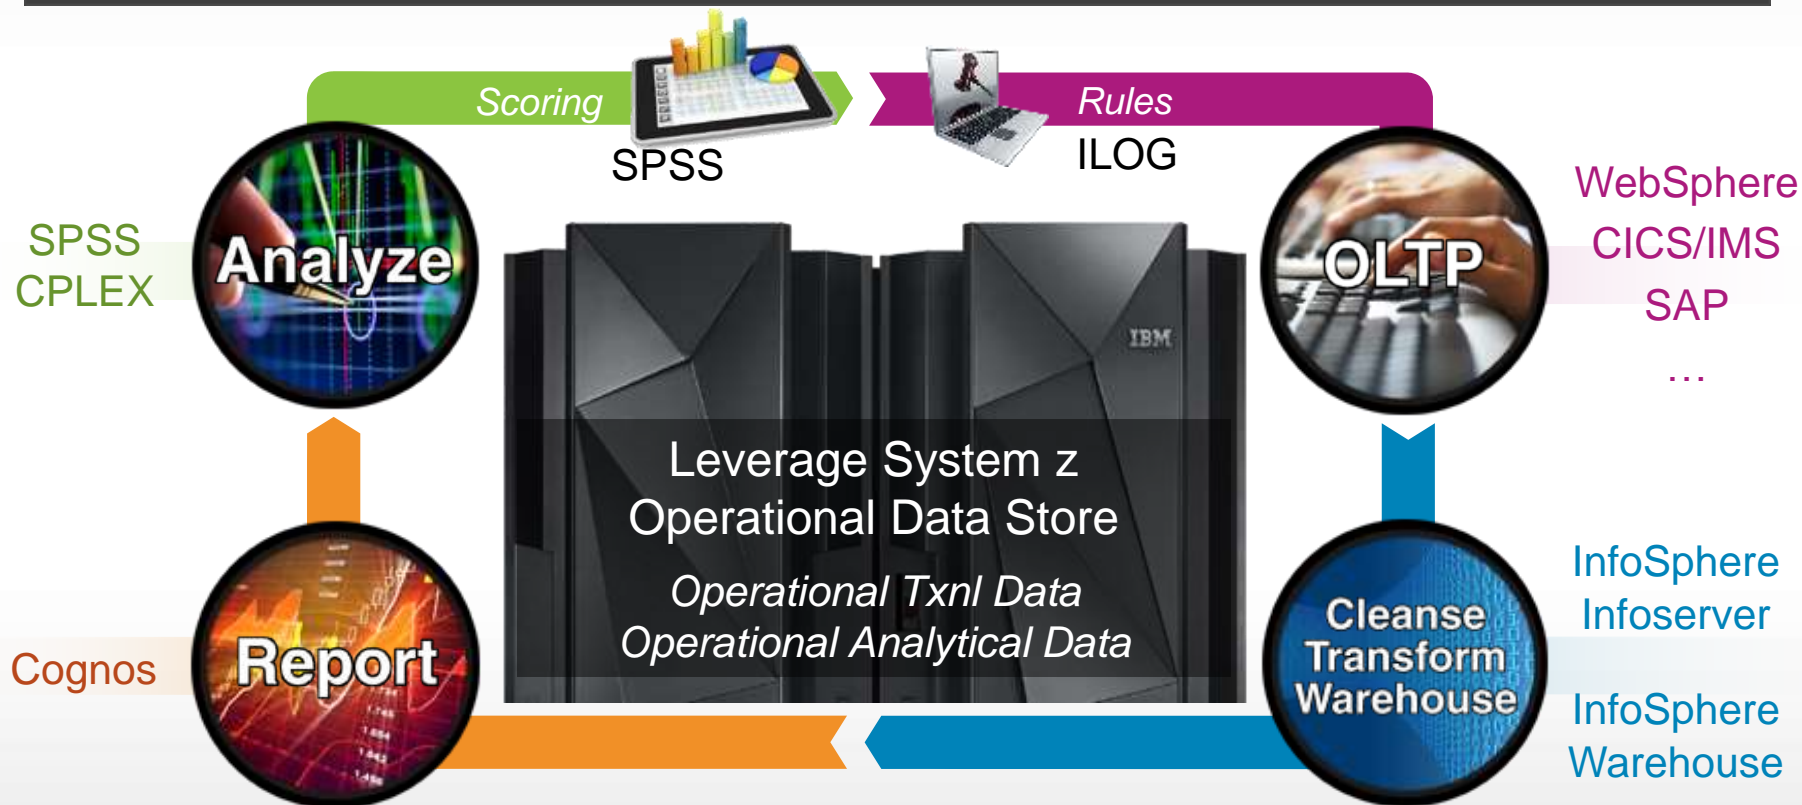 Scoring
SPSS
Rules
ILOG
SPSS
CPLEX
Analyze
OLTP
WebSphere
CICS/IMS
SAP
...
IBM
Leverage System z
Operational Data Store
Operational Txnl Data
Operational Analytical Data
Cognos
Report
Cleanse
Transform
Warehouse
InfoSphere
Infoserver
InfoSphere
Warehouse